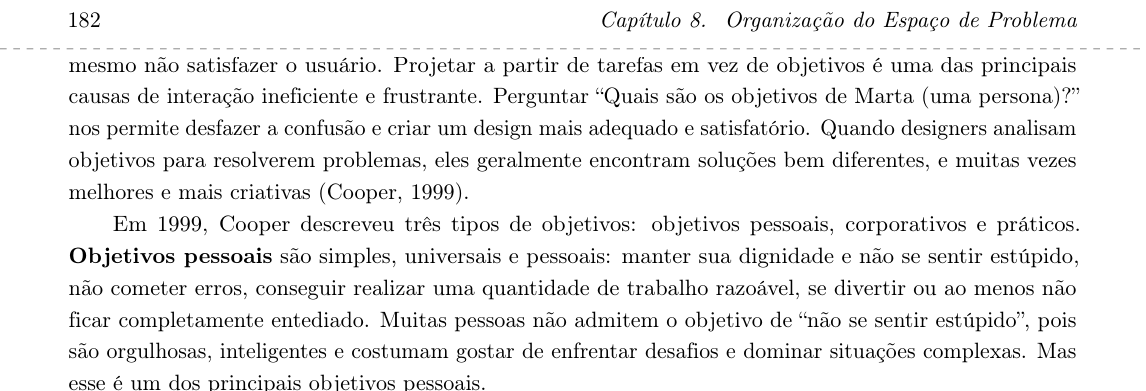 182 Capítulo 8. Organização do Espaço de Problema
mesmo não satisfazer o usuário. Projetar a partir de tarefas em vez de objetivos é uma das principais
causas de interação ineficiente e frustrante. Perguntar “Quais são os objetivos de Marta (uma persona)?”
nos permite desfazer a confusão e criar um design mais adequado e satisfatório. Quando designers analisam
objetivos para resolverem problemas, eles geralmente encontram soluções bem diferentes, e muitas vezes
melhores e mais criativas (Cooper, 1999).
Em 1999, Cooper descreveu três tipos de objetivos: objetivos pessoais, corporativos e práticos.
Objetivos pessoais são simples, universais e pessoais: manter sua dignidade e não se sentir estúpido,
não cometer erros, conseguir realizar uma quantidade de trabalho razoável, se divertir ou ao menos não
ficar completamente entediado. Muitas pessoas não admitem o objetivo de “não se sentir estúpido”, pois
são orgulhosas, inteligentes e costumam gostar de enfrentar desafios e dominar situações complexas. Mas
esse é um dos principais objetivos pessoais.